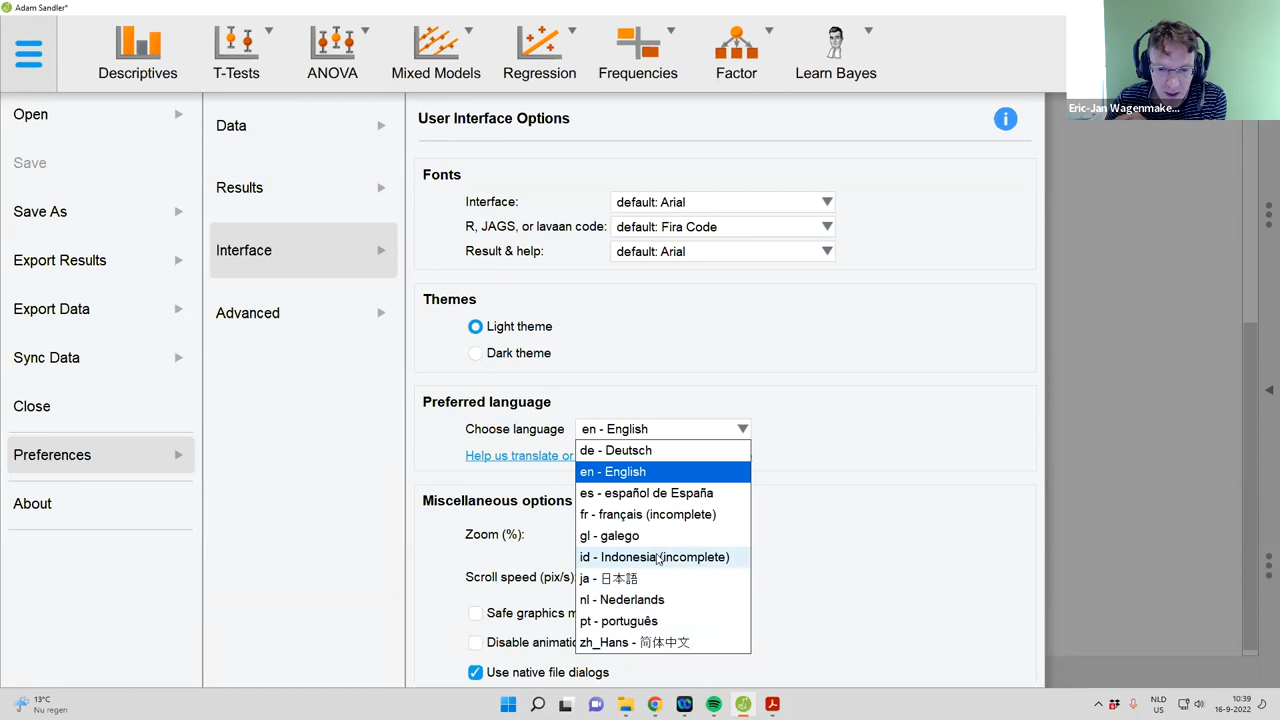 Adam Sandler*
Descriptives
T-Tests
ANOVA
Mixed Models
Regression
Frequencies
Factor
Learn Bayes
Eric-Jan Wagenmake...
Open
Save
Save As
Export Results
Export Data
Sync Data
Close
Preferences
About
Data
Results
Interface
Advanced
User Interface Options
i
Fonts
Interface:
default: Arial
R, JAGS, or lavaan code:
default: Fira Code
Result & help:
default: Arial
Themes
Light theme
Dark theme
Preferred language
Choose language
en - English
Help us translate or
de - Deutsch
en - English
es - español de España
fr - français (incomplete)
gl - galego
id - Indonesia (incomplete)
ja - 日本語
nl - Nederlands
pt - português
zh_Hans - 简体中文
Miscellaneous options
Zoom (%):
Scroll speed (pix/s)
Safe graphics m
Disable animatic
Use native file dialogs
13°C
Nu regen
NLD
US
10:39
16-9-2022